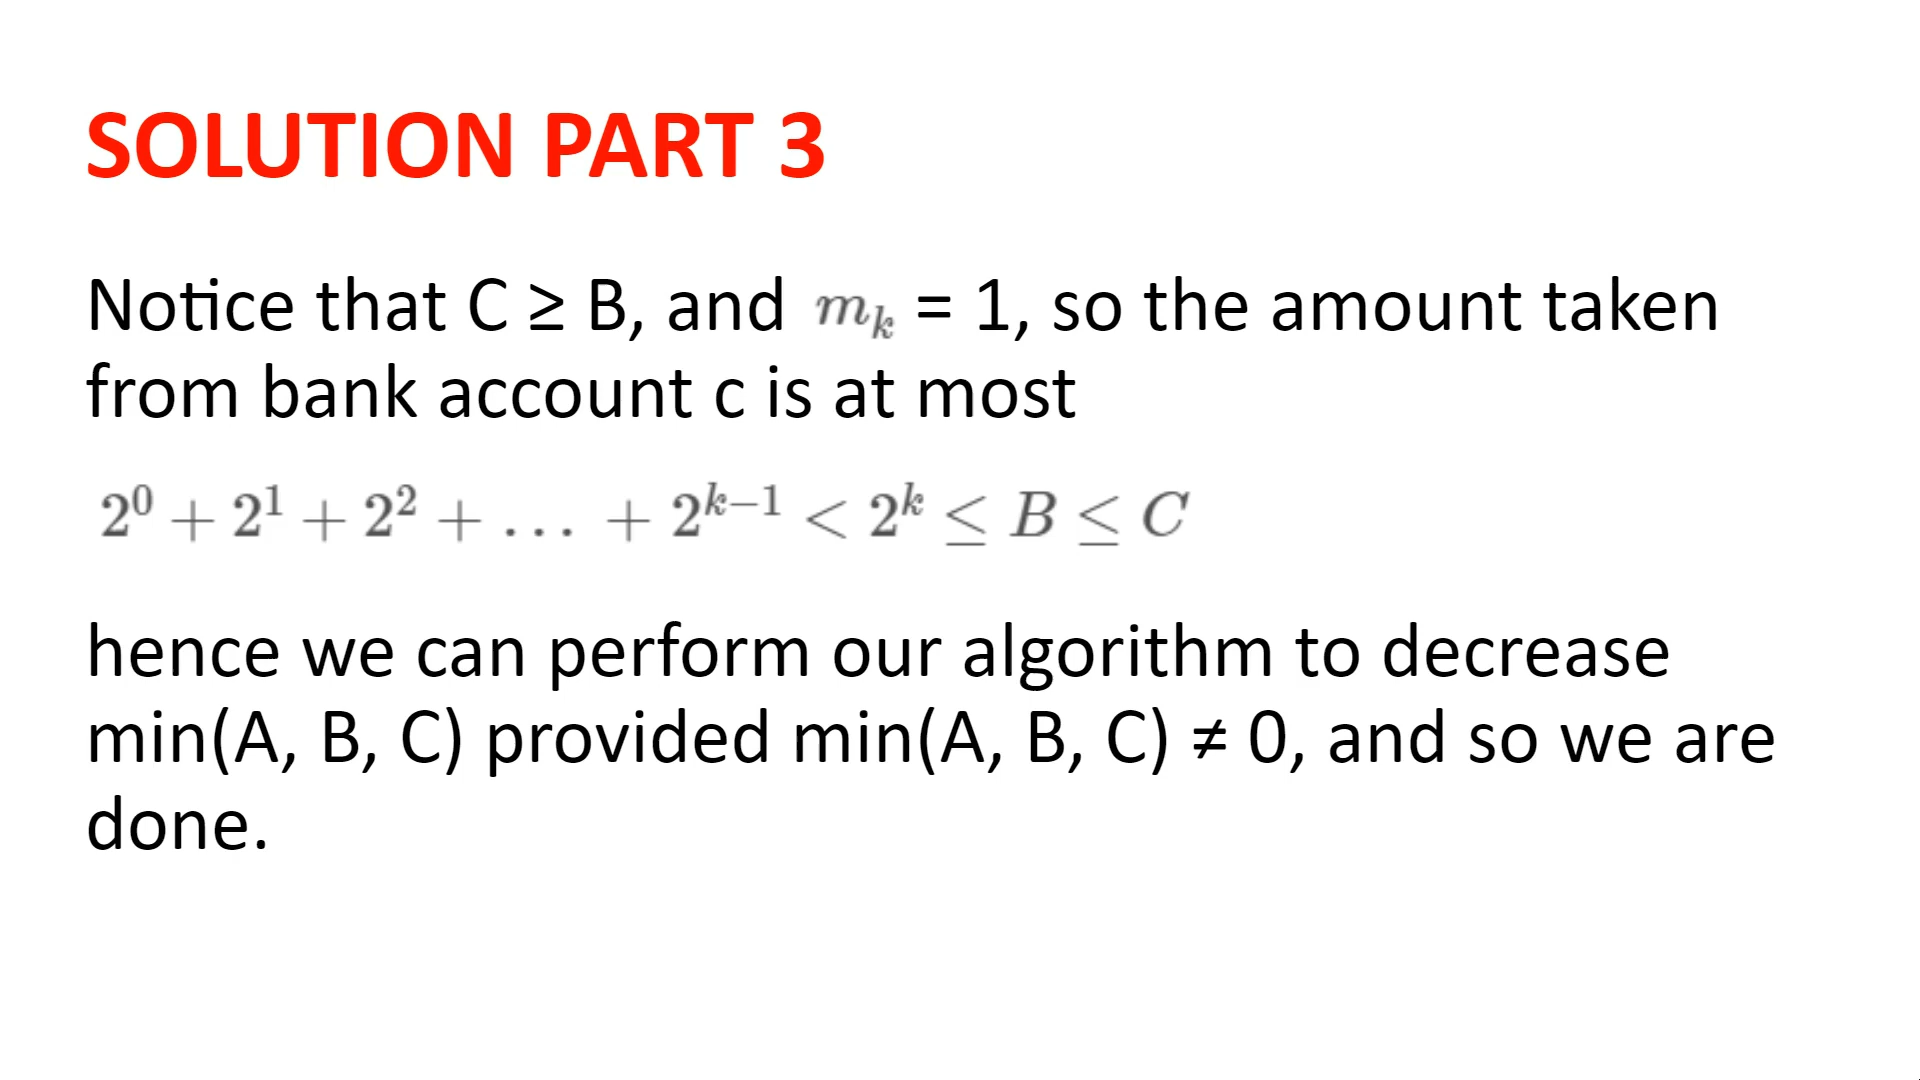 SOLUTION PART 3
Notice that C ≥ B, and m_k = 1, so the amount taken
from bank account c is at most
2^0 + 2^1 + 2^2 + ... + 2^{k−1} < 2^k ≤ B ≤ C
hence we can perform our algorithm to decrease
min(A, B, C) provided min(A, B, C) ≠ 0, and so we are
done.